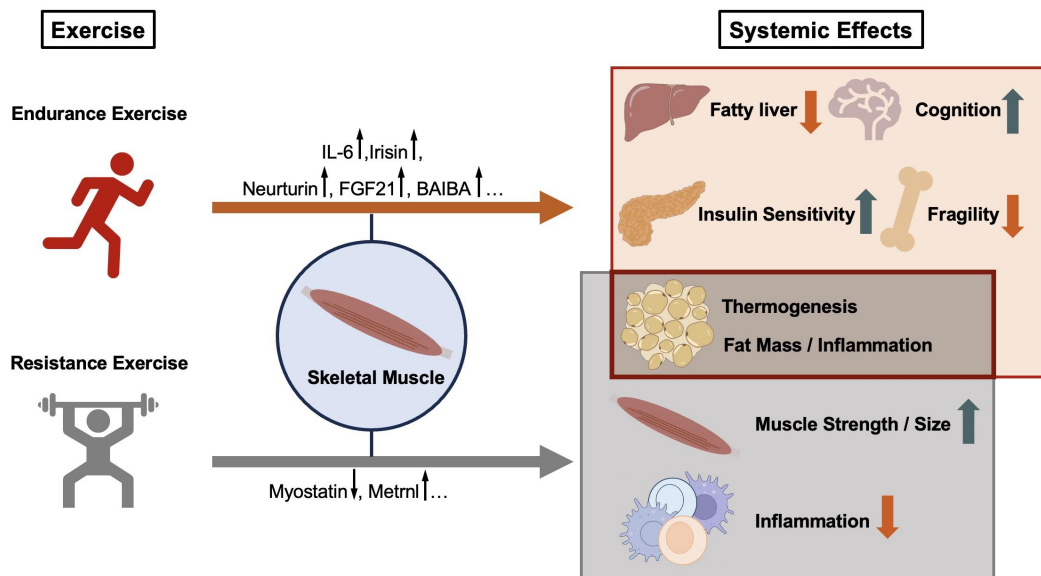 Exercise
Systemic Effects
Endurance Exercise
IL-6↑,Irisin↑,
Neurturin↑, FGF21↑, BAIBA↑...
Skeletal Muscle
Resistance Exercise
Myostatin↓, Metrnl↑...
Fatty liver↓
Cognition↑
Insulin Sensitivity↑
Fragility↓
Thermogenesis
Fat Mass / Inflammation
Muscle Strength / Size↑
Inflammation↓